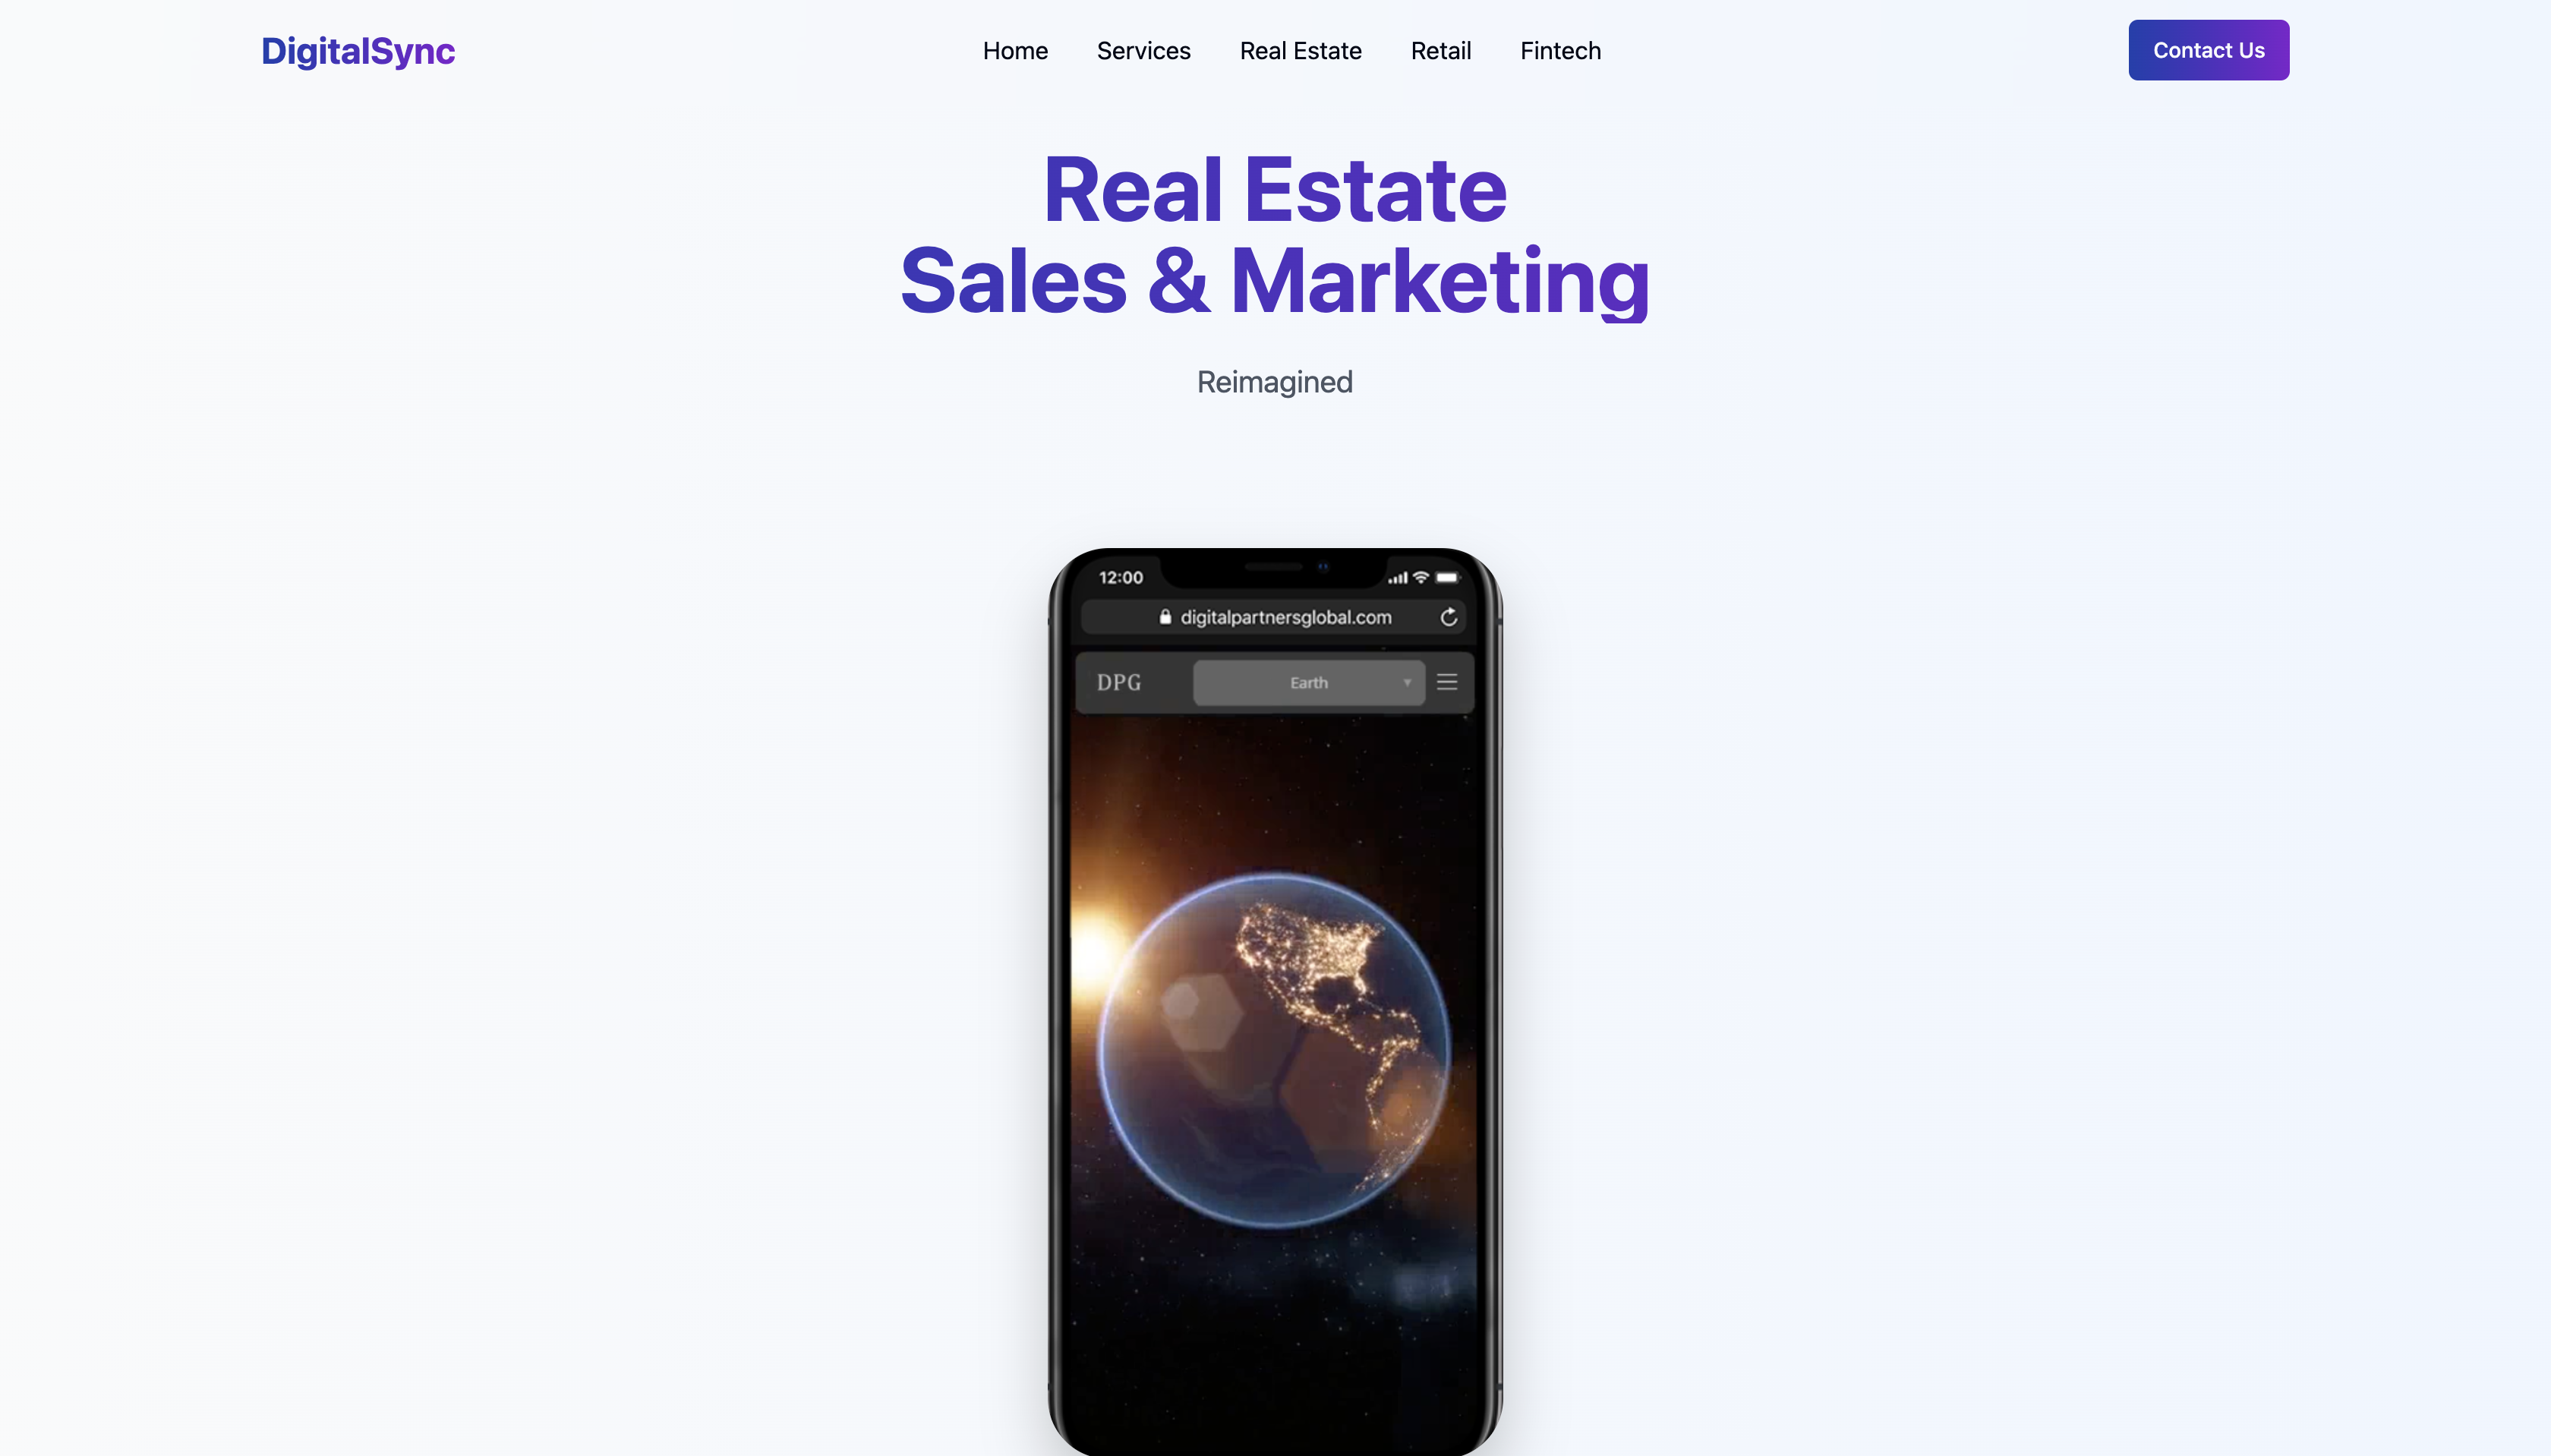 DigitalSync
Home Services Real Estate Retail Fintech
Contact Us
Real Estate
Sales & Marketing
Reimagined
12:00
digitalpartnersglobal.com
DPG
Earth